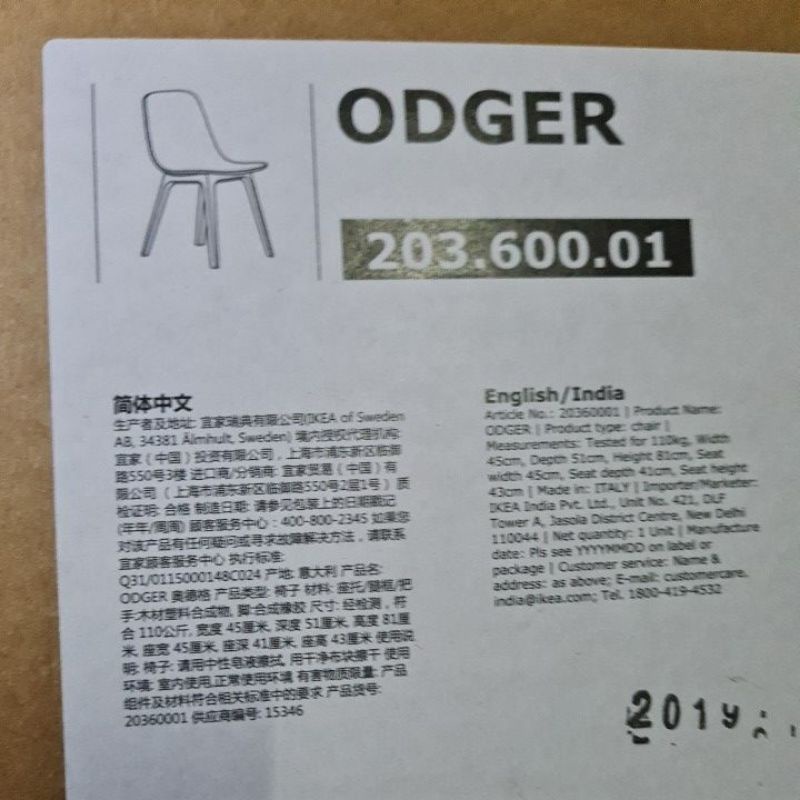 ODGER
203.600.01
简体中文
生产者及地址: 宜家瑞典有限公司(IKEA of Sweden
AB, 34381 Älmhult, Sweden) 境内授权代理机构:
宜家（中国）投资有限公司，上海市浦东新区临御
路550号3楼 进口商/分销商: 宜家贸易（中国）有
限公司（上海市浦东新区临御路550号2层1号） 质
检证明: 合格 制造日期: 请参见包装上的日期戳记
(年年/周周) 顾客服务中心：400-800-2345 如果您
对该产品有任何疑问或寻求故障解决方法，请联系
宜家顾客服务中心 执行标准:
Q31/0115000148C024 产地: 意大利 产品名:
ODGER 奥德格 产品类型: 椅子 材料: 座托/腿框/把
手:木材塑料合成物, 脚:合成橡胶 尺寸: 经检测，符
合 110公斤, 宽度 45厘米, 深度 51厘米, 高度 81厘
米, 座宽 45厘米, 座深 41厘米, 座高 43厘米 使用说
明: 椅子: 请用中性皂液擦拭, 用干净布块擦干 使用
环境: 室内使用,正常使用环境 有害物质限量: 产品
组件及材料符合相关标准中的要求 产品货号:
20360001 供应商编号: 15346
English/India
Article No.: 20360001 | Product Name:
ODGER | Product type: chair |
Measurements: Tested for 110kg, Width
45cm, Depth 51cm, Height 81cm, Seat
width 45cm, Seat depth 41cm, Seat height
43cm | Made in: ITALY | Importer/Marketer:
IKEA India Pvt. Ltd., Unit No. 421, DLF
Tower A, Jasola District Centre, New Delhi
110044 | Net quantity: 1 Unit | Manufacture
date: Pls see YYYYMMDD on label or
package | Customer service: Name &
address: as above; E-mail: customercare.
india@ikea.com; Tel. 1800-419-4532
2019